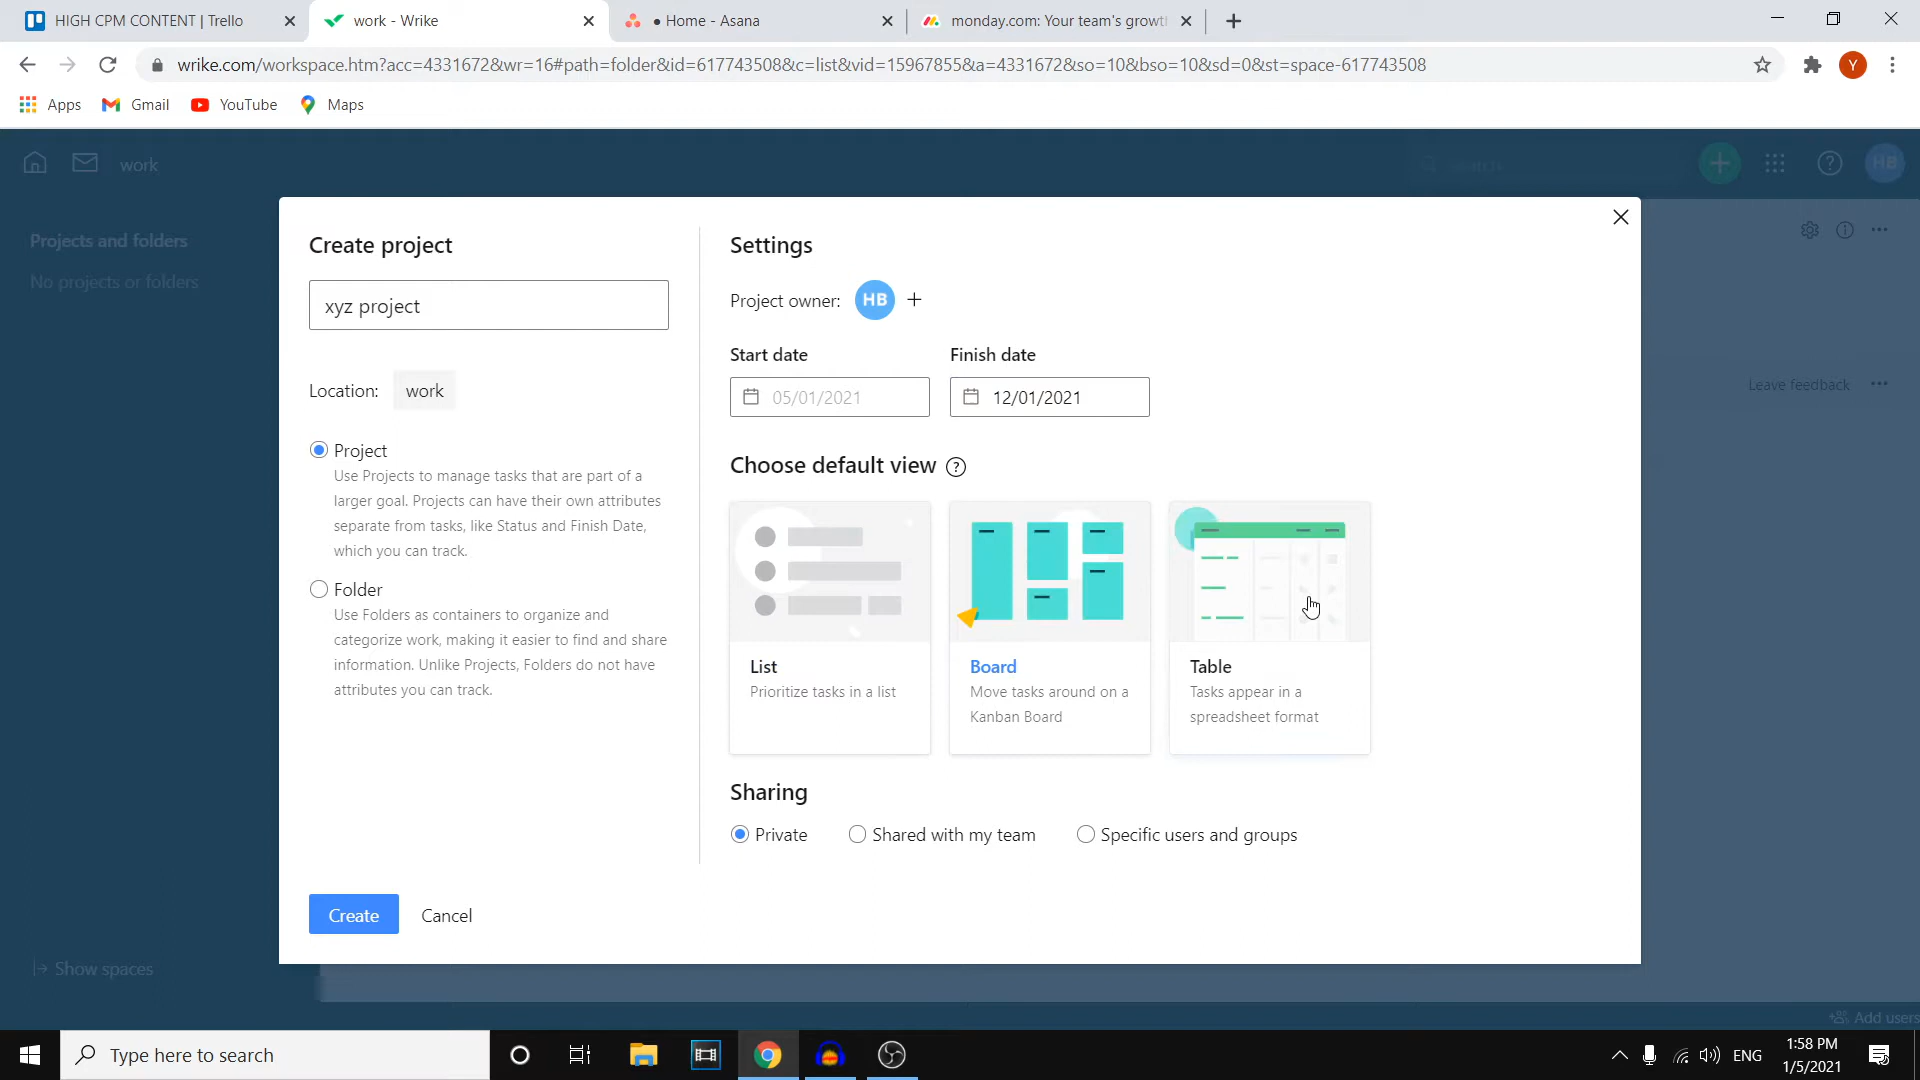 HIGH CPM CONTENT | Trello
work - Wrike
● Home - Asana
monday.com: Your team's growt
wrike.com/workspace.htm?acc=4331672&wr=16#path=folder&id=617743508&c=list&vid=15967855&a=4331672&so=10&bso=10&sd=0&st=space-617743508
Y
Apps
Gmail
YouTube
Maps
work
HB
Projects and folders
No projects or folders
Leave feedback
Show spaces
Add users
Create project
xyz project
Location: work
Project
Use Projects to manage tasks that are part of a
larger goal. Projects can have their own attributes
separate from tasks, like Status and Finish Date,
which you can track.
Folder
Use Folders as containers to organize and
categorize work, making it easier to find and share
information. Unlike Projects, Folders do not have
attributes you can track.
Settings
Project owner: HB +
Start date
Finish date
05/01/2021
12/01/2021
Choose default view ?
List
Prioritize tasks in a list
Board
Move tasks around on a
Kanban Board
Table
Tasks appear in a
spreadsheet format
Sharing
Private
Shared with my team
Specific users and groups
Create
Cancel
Type here to search
ENG
1:58 PM
1/5/2021